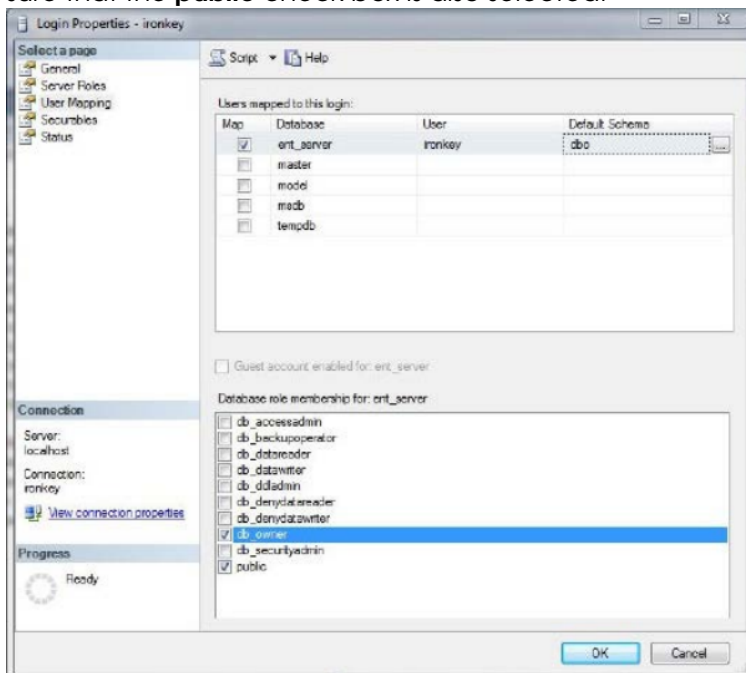 Login Properties - ironkey
Select a page
General
Server Roles
User Mapping
Securables
Status
Script Help
Users mapped to this login:
Map Database User Default Schema
ent_server ironkey dbo ...
master
model
msdb
tempdb
Guest account enabled for: ent_server
Database role membership for: ent_server
db_accessadmin
db_backupoperator
db_datareader
db_datawriter
db_ddladmin
db_denydatareader
db_denydatawriter
db_owner
db_securityadmin
public
Connection
Server:
localhost
Connection:
ironkey
View connection properties
Progress
Ready
OK Cancel